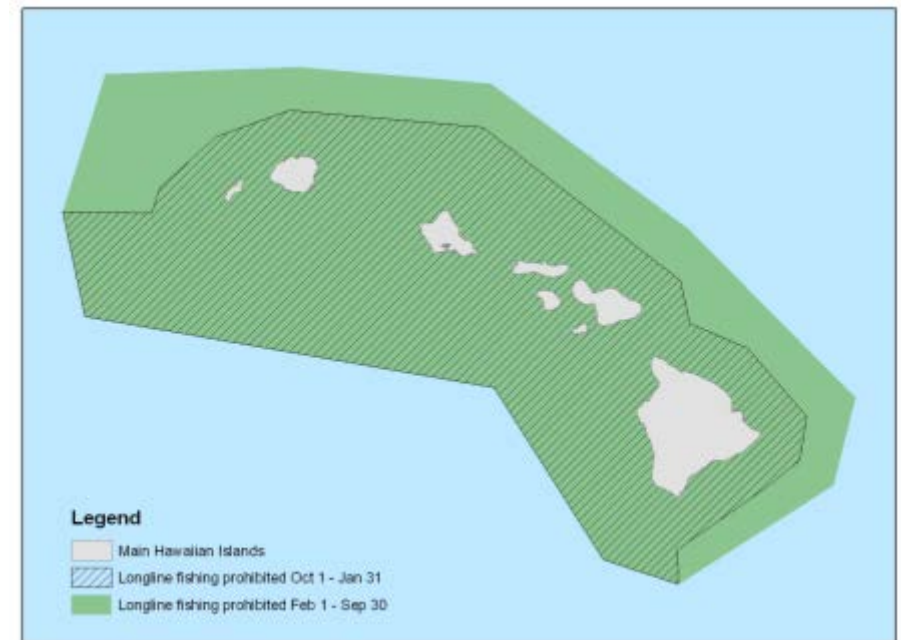 Legend
Main Hawaiian Islands
Longline fishing prohibited Oct 1 - Jan 31
Longline fishing prohibited Feb 1 - Sep 30